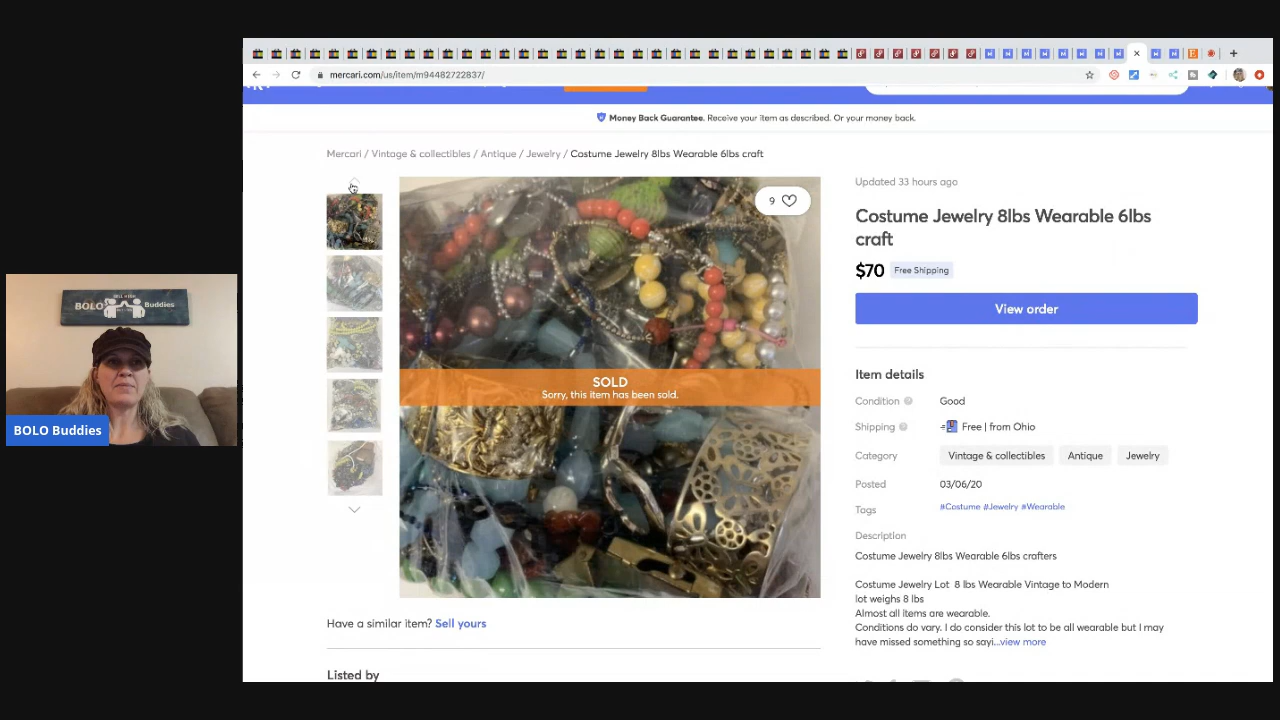 mercari.com/us/item/m94482722837/
Money Back Guarantee. Receive your item as described. Or your money back.
Mercari / Vintage & collectibles / Antique / Jewelry / Costume Jewelry 8lbs Wearable 6lbs craft
9
SOLD
Sorry, this item has been sold.
Have a similar item? Sell yours
Listed by
Updated 33 hours ago
Costume Jewelry 8lbs Wearable 6lbs
craft
$70 Free Shipping
View order
Item details
Condition Good
Shipping Free | from Ohio
Category Vintage & collectibles Antique Jewelry
Posted 03/06/20
Tags #Costume #Jewelry #Wearable
Description
Costume Jewelry 8lbs Wearable 6lbs crafters
Costume Jewelry Lot 8 lbs Wearable Vintage to Modern
lot weighs 8 lbs
Almost all items are wearable.
Conditions do vary. I do consider this lot to be all wearable but I may
have missed something so sayi...view more
BOLO Buddies
SELL HIGH
BOLO Buddies